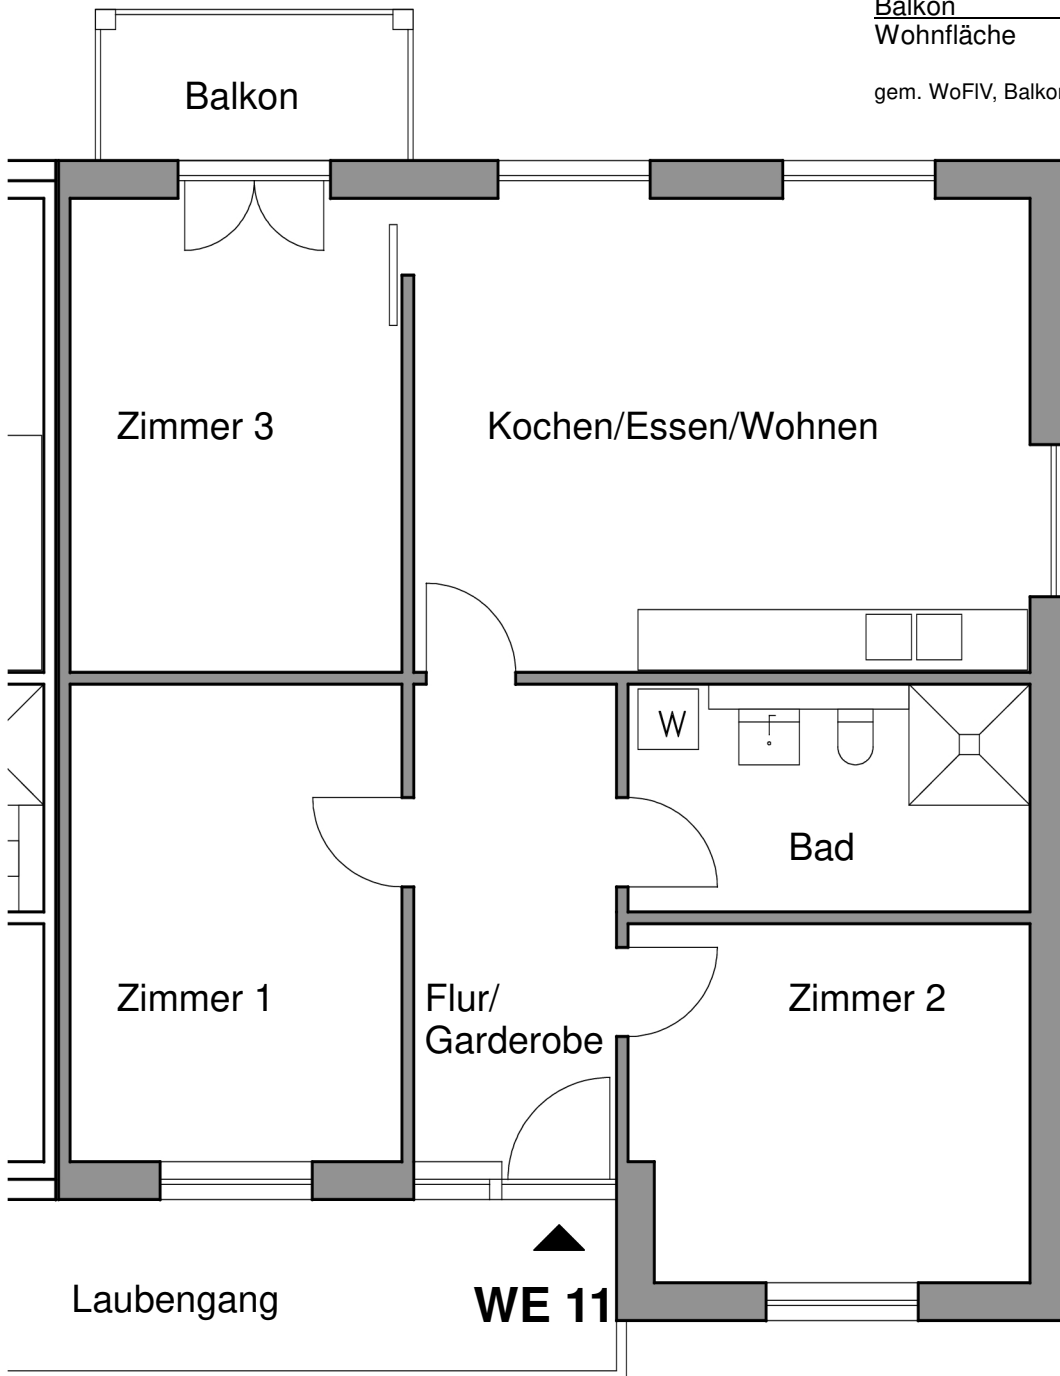 Balkon
Wohnfläche
gem. WoFlV, Balkon
Balkon
Zimmer 3
Kochen/Essen/Wohnen
W
Bad
Zimmer 1
Flur/
Garderobe
Zimmer 2
Laubengang
WE 11